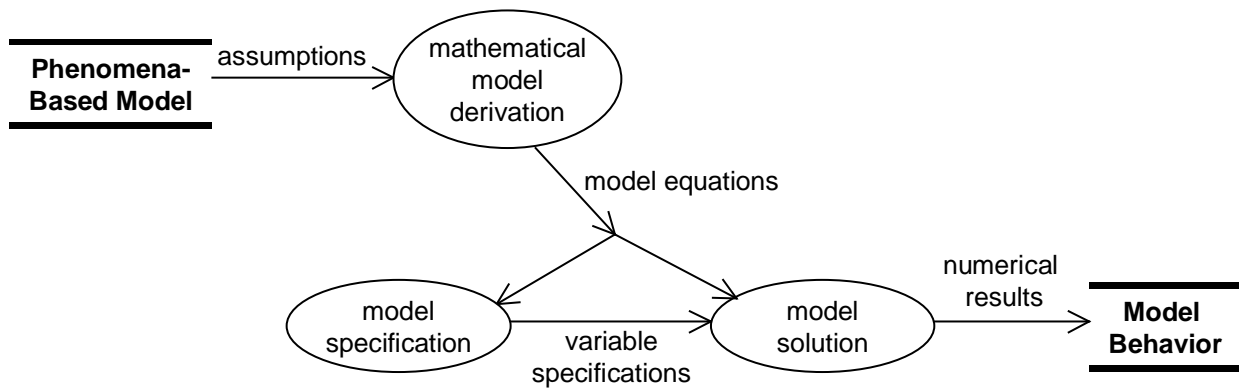 Phenomena-
Based Model
assumptions
mathematical
model
derivation
model equations
model
specification
variable
specifications
model
solution
numerical
results
Model
Behavior